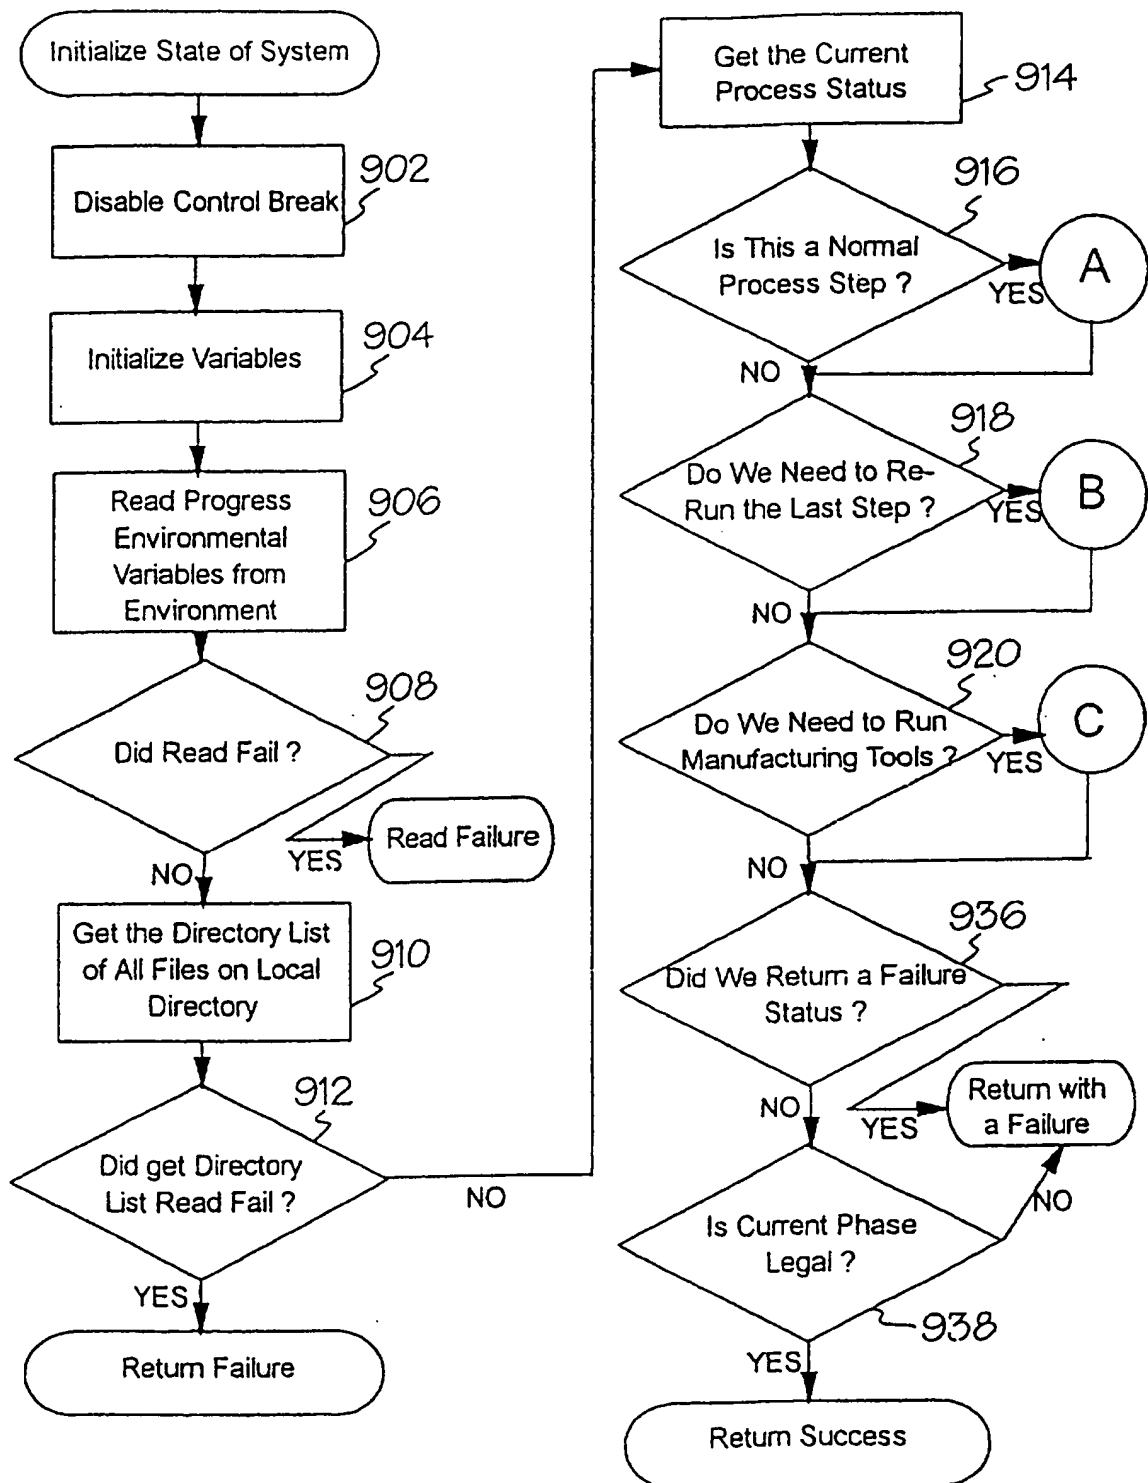 Initialize State of System
Disable Control Break
902
Initialize Variables
904
Read Progress
Environmental
Variables from
Environment
906
Did Read Fail ?
908
YES
Read Failure
NO
Get the Directory List
of All Files on Local
Directory
910
Did get Directory
List Read Fail ?
912
NO
YES
Return Failure
Get the Current
Process Status
914
Is This a Normal
Process Step ?
916
YES
A
NO
Do We Need to Re-
Run the Last Step ?
918
YES
B
NO
Do We Need to Run
Manufacturing Tools ?
920
YES
C
NO
Did We Return a Failure
Status ?
936
YES
Return with
a Failure
NO
Is Current Phase
Legal ?
938
NO
YES
Return Success